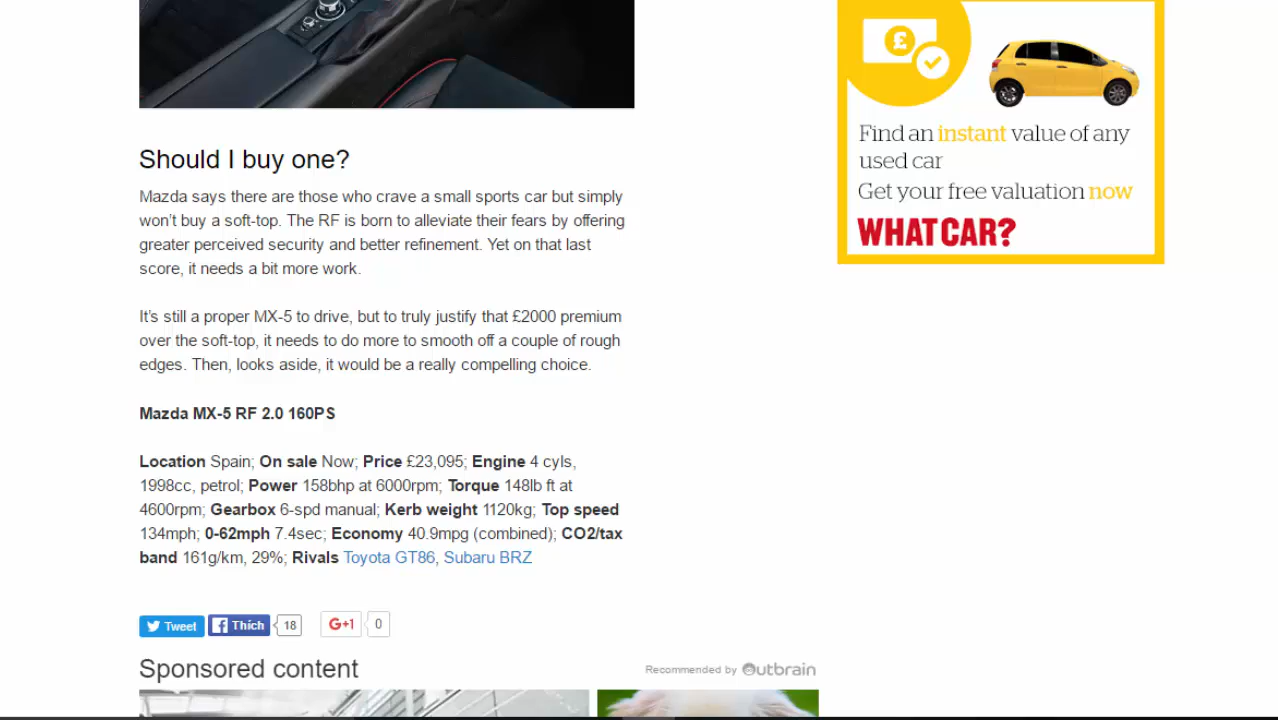 Should I buy one?
Mazda says there are those who crave a small sports car but simply
won't buy a soft-top. The RF is born to alleviate their fears by offering
greater perceived security and better refinement. Yet on that last
score, it needs a bit more work.
It's still a proper MX-5 to drive, but to truly justify that £2000 premium
over the soft-top, it needs to do more to smooth off a couple of rough
edges. Then, looks aside, it would be a really compelling choice.
Mazda MX-5 RF 2.0 160PS
Location Spain; On sale Now; Price £23,095; Engine 4 cyls,
1998cc, petrol; Power 158bhp at 6000rpm; Torque 148lb ft at
4600rpm; Gearbox 6-spd manual; Kerb weight 1120kg; Top speed
134mph; 0-62mph 7.4sec; Economy 40.9mpg (combined); CO2/tax
band 161g/km, 29%; Rivals Toyota GT86, Subaru BRZ
Tweet Thích 18 G+1 0
Sponsored content
Recommended by Outbrain
£
Find an instant value of any
used car
Get your free valuation now
WHAT CAR?